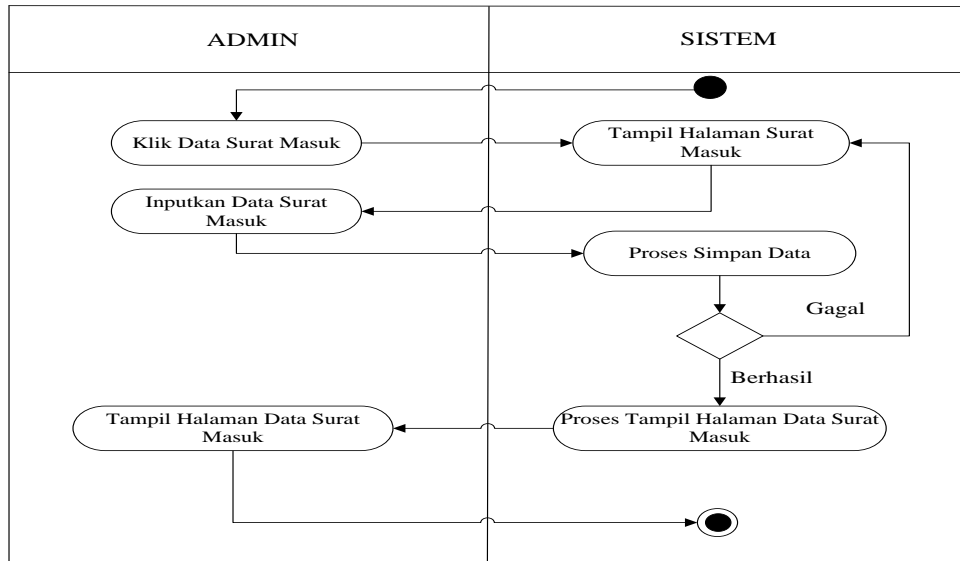 ADMIN
SISTEM
Klik Data Surat Masuk
Tampil Halaman Surat
Masuk
Inputkan Data Surat
Masuk
Proses Simpan Data
Gagal
Berhasil
Tampil Halaman Data Surat
Masuk
Proses Tampil Halaman Data Surat
Masuk